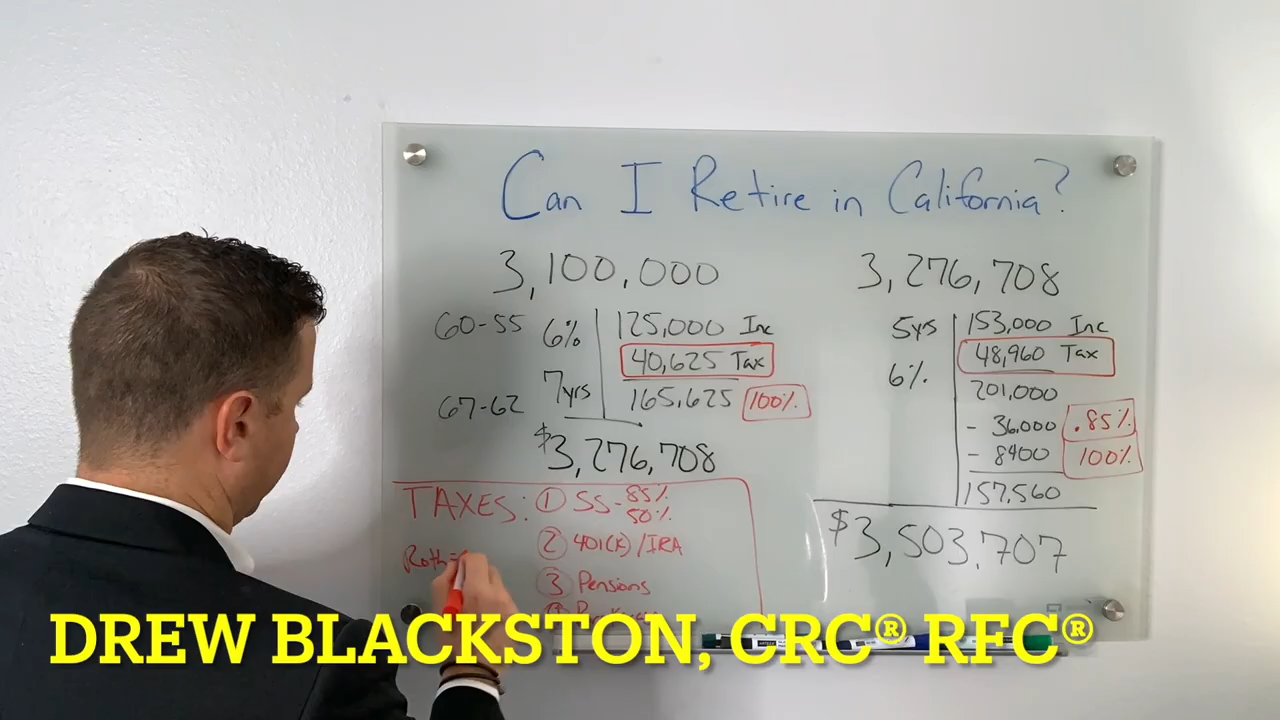 Can I Retire in California?
3,100,000
60-55 6% 125,000 Inc
40,625 Tax
67-62 7yrs 165,625 100%
$3,276,708
TAXES: ① SS - 85%
50%
② 401(K)/IRA
Roth=
③ Pensions
3,276,708
5yrs 153,000 Inc
48,960 Tax
6% 201,000
- 36,000 .85%
- 8400 100%
157,560
$3,503,707
DREW BLACKSTON, CRC® RFC®